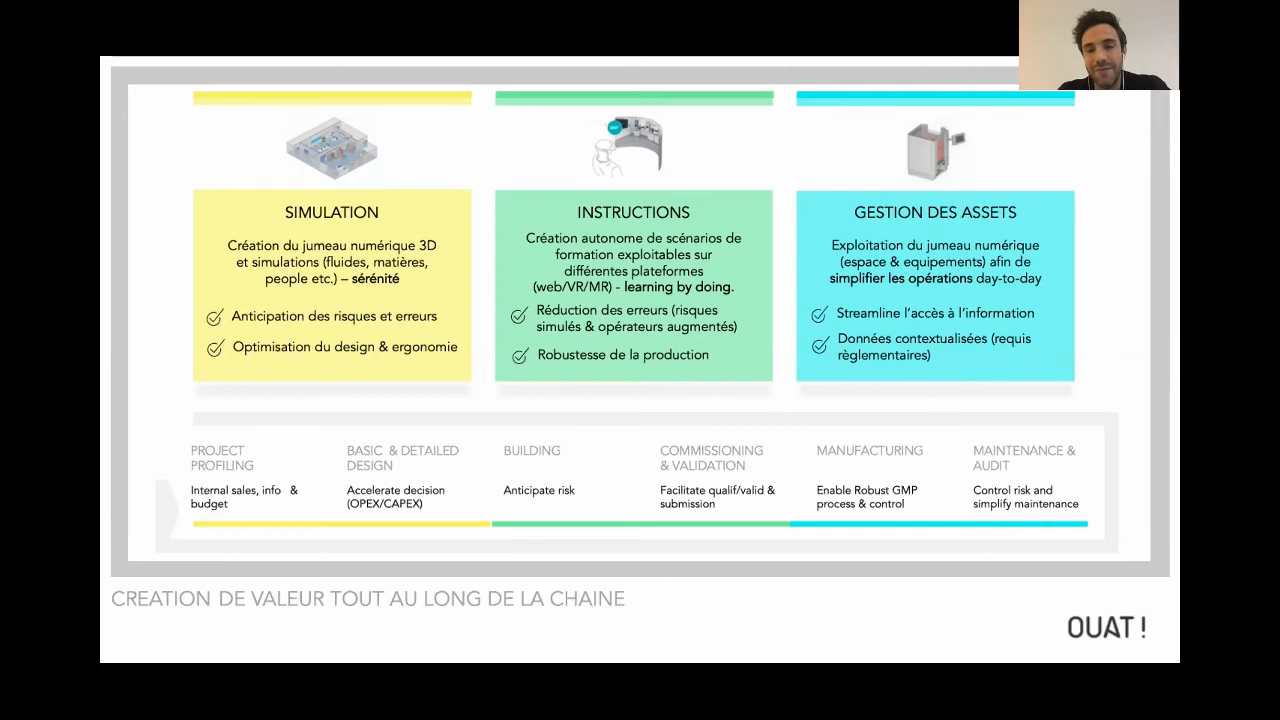 SIMULATION
Création du jumeau numérique 3D
et simulations (fluides, matières,
people etc.) – sérénité
Anticipation des risques et erreurs
Optimisation du design & ergonomie
INSTRUCTIONS
Création autonome de scénarios de
formation exploitables sur
différentes plateformes
(web/VR/MR) - learning by doing.
Réduction des erreurs (risques
simulés & opérateurs augmentés)
Robustesse de la production
GESTION DES ASSETS
Exploitation du jumeau numérique
(espace & equipements) afin de
simplifier les opérations day-to-day
Streamline l’accès à l’information
Données contextualisées (requis
règlementaires)
PROJECT
PROFILING
Internal sales, info &
budget
BASIC & DETAILED
DESIGN
Accelerate decision
(OPEX/CAPEX)
BUILDING
Anticipate risk
COMMISSIONING
& VALIDATION
Facilitate qualif/valid &
submission
MANUFACTURING
Enable Robust GMP
process & control
MAINTENANCE &
AUDIT
Control risk and
simplify maintenance
CREATION DE VALEUR TOUT AU LONG DE LA CHAINE
OUAT !